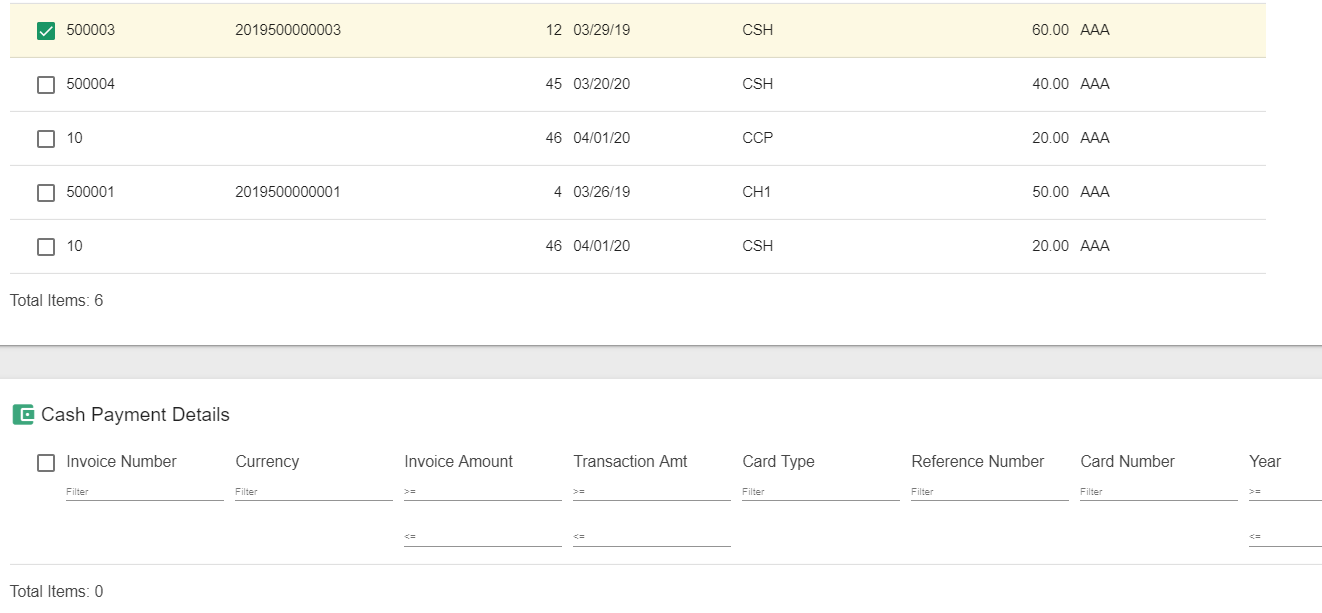 500003 2019500000003 12 03/29/19 CSH 60.00 AAA
500004 45 03/20/20 CSH 40.00 AAA
10 46 04/01/20 CCP 20.00 AAA
500001 2019500000001 4 03/26/19 CH1 50.00 AAA
10 46 04/01/20 CSH 20.00 AAA
Total Items: 6
Cash Payment Details
Invoice Number Currency Invoice Amount Transaction Amt Card Type Reference Number Card Number Year
Filter Filter >= >= Filter Filter Filter >=
<= <= <=
Total Items: 0